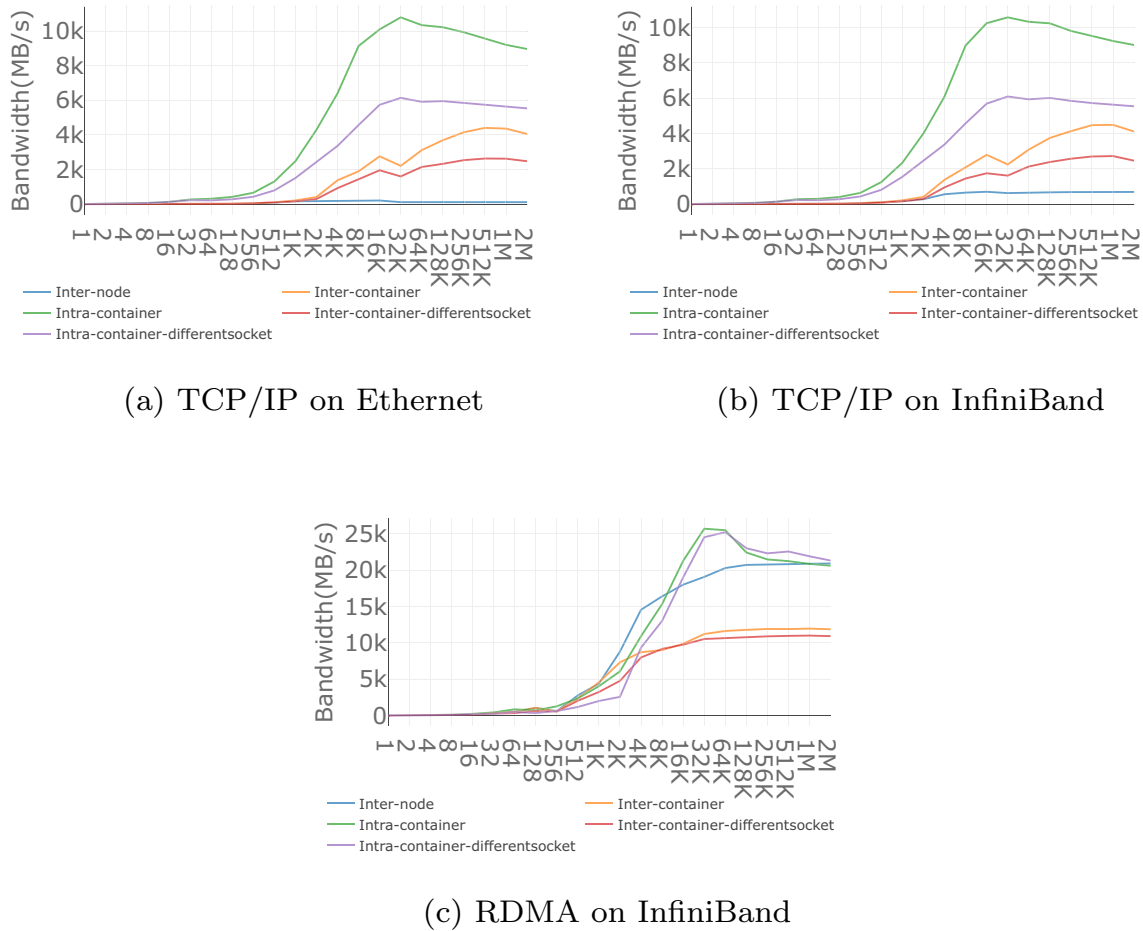 Bandwidth(MB/s)
10k
8k
6k
4k
2k
0
1 2 4 8 16 32 64 128 256 512 1K 2K 4K 8K 16K 32K 64K 128K 256K 512K 1M 2M
Inter-node Inter-container
Intra-container Inter-container-differentsocket
Intra-container-differentsocket
(a) TCP/IP on Ethernet
Bandwidth(MB/s)
10k
8k
6k
4k
2k
0
1 2 4 8 16 32 64 128 256 512 1K 2K 4K 8K 16K 32K 64K 128K 256K 512K 1M 2M
Inter-node Inter-container
Intra-container Inter-container-differentsocket
Intra-container-differentsocket
(b) TCP/IP on InfiniBand
Bandwidth(MB/s)
25k
20k
15k
10k
5k
0
1 2 4 8 16 32 64 128 256 512 1K 2K 4K 8K 16K 32K 64K 128K 256K 512K 1M 2M
Inter-node Inter-container
Intra-container Inter-container-differentsocket
Intra-container-differentsocket
(c) RDMA on InfiniBand